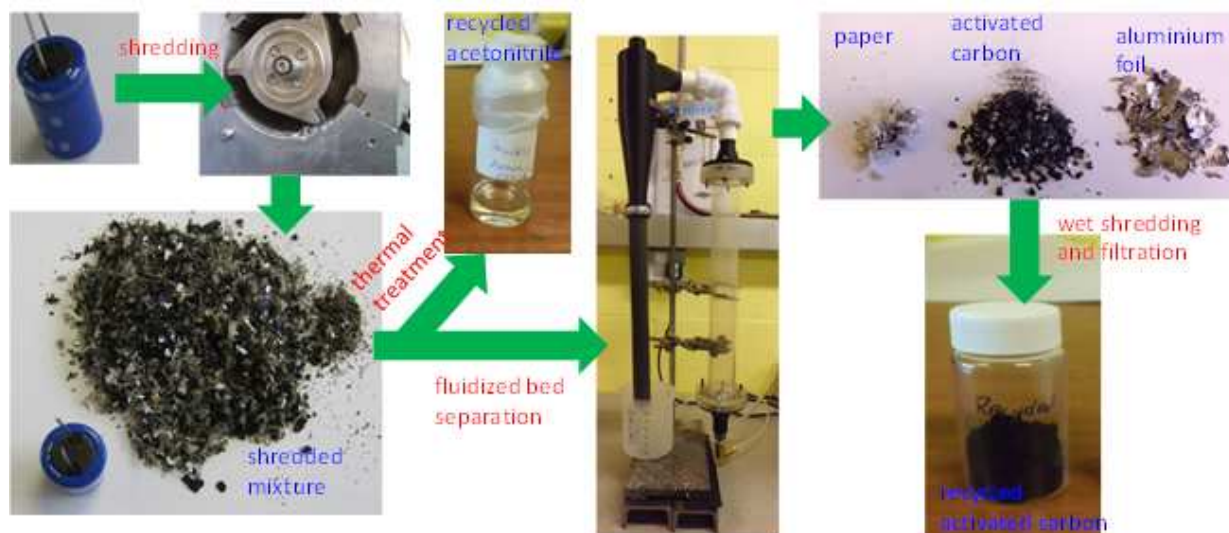 shredding
recycled
acetonitrile
paper
activated
carbon
aluminium
foil
thermal
treatment
fluidized bed
separation
shredded
mixture
wet shredding
and filtration
Recycled
recycled
activated carbon